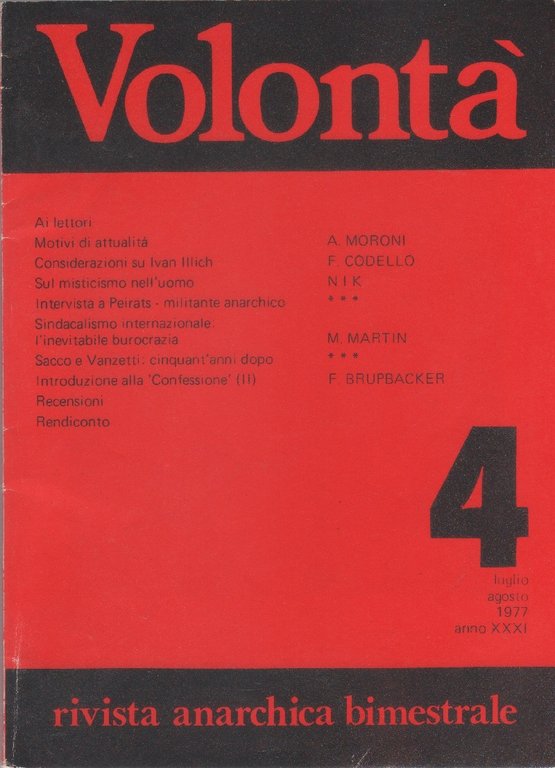 Volontà
Ai lettori
Motivi di attualità A. MORONI
Considerazioni su Ivan Illich F. CODELLO
Sul misticismo nell'uomo NIK
Intervista a Peirats - militante anarchico * * *
Sindacalismo internazionale:
l'inevitabile burocrazia M. MARTIN
Sacco e Vanzetti: cinquant'anni dopo * * *
Introduzione alla 'Confessione' (II) F. BRUPBACKER
Recensioni
Rendiconto
4
luglio
agosto
1977
anno XXXI
rivista anarchica bimestrale